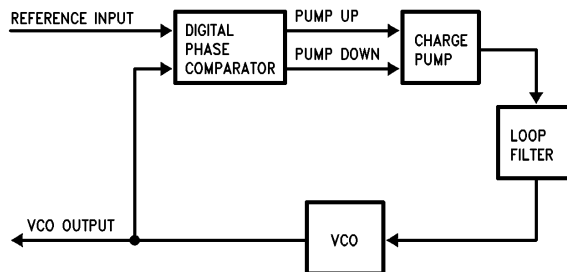 REFERENCE INPUT
DIGITAL
PHASE
COMPARATOR
PUMP UP
PUMP DOWN
CHARGE
PUMP
LOOP
FILTER
VCO
VCO OUTPUT